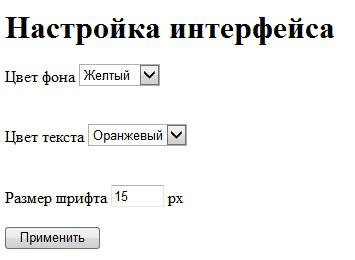 Настройка интерфейса
Цвет фона Желтый
Цвет текста Оранжевый
Размер шрифта 15 px
Применить